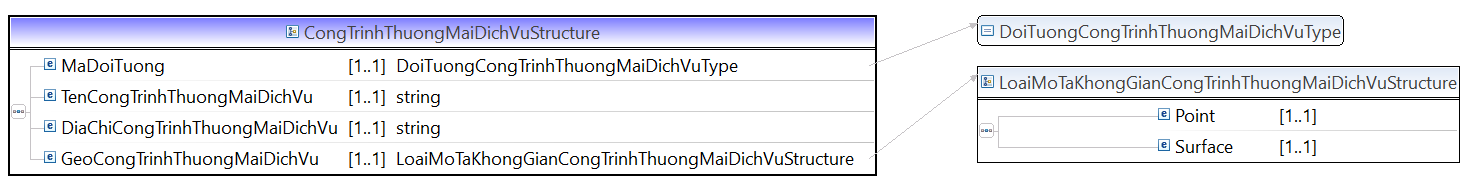 CongTrinhThuongMaiDichVuStructure
MaDoiTuong [1..1] DoiTuongCongTrinhThuongMaiDichVuType
TenCongTrinhThuongMaiDichVu [1..1] string
DiaChiCongTrinhThuongMaiDichVu [1..1] string
GeoCongTrinhThuongMaiDichVu [1..1] LoaiMoTaKhongGianCongTrinhThuongMaiDichVuStructure
DoiTuongCongTrinhThuongMaiDichVuType
LoaiMoTaKhongGianCongTrinhThuongMaiDichVuStructure
Point [1..1]
Surface [1..1]